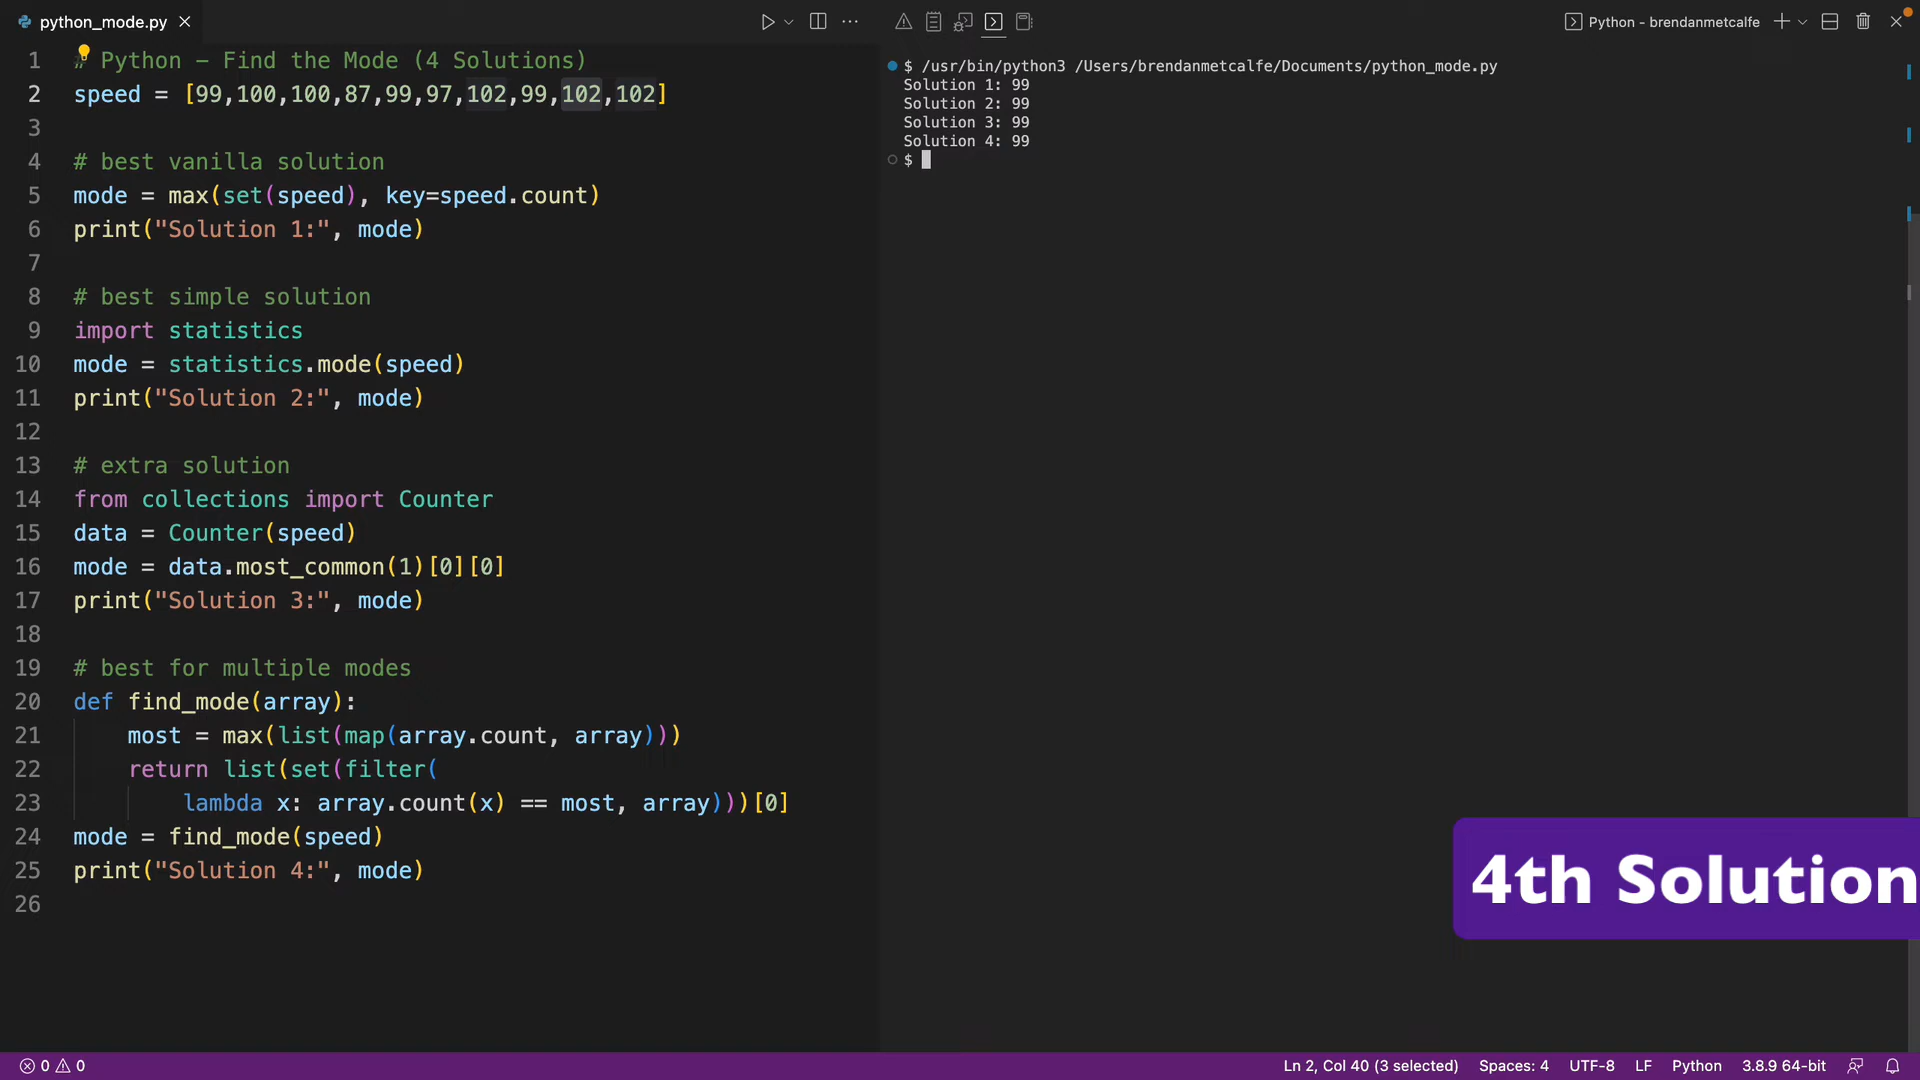 python_mode.py
Python - brendanmetcalfe
1 # Python – Find the Mode (4 Solutions)
2 speed = [99,100,100,87,99,97,102,99,102,102]
3
4 # best vanilla solution
5 mode = max(set(speed), key=speed.count)
6 print("Solution 1:", mode)
7
8 # best simple solution
9 import statistics
10 mode = statistics.mode(speed)
11 print("Solution 2:", mode)
12
13 # extra solution
14 from collections import Counter
15 data = Counter(speed)
16 mode = data.most_common(1)[0][0]
17 print("Solution 3:", mode)
18
19 # best for multiple modes
20 def find_mode(array):
21     most = max(list(map(array.count, array)))
22     return list(set(filter(
23         lambda x: array.count(x) == most, array)))[0]
24 mode = find_mode(speed)
25 print("Solution 4:", mode)
26
$ /usr/bin/python3 /Users/brendanmetcalfe/Documents/python_mode.py
Solution 1: 99
Solution 2: 99
Solution 3: 99
Solution 4: 99
$
4th Solution
0 0 Ln 2, Col 40 (3 selected) Spaces: 4 UTF-8 LF Python 3.8.9 64-bit